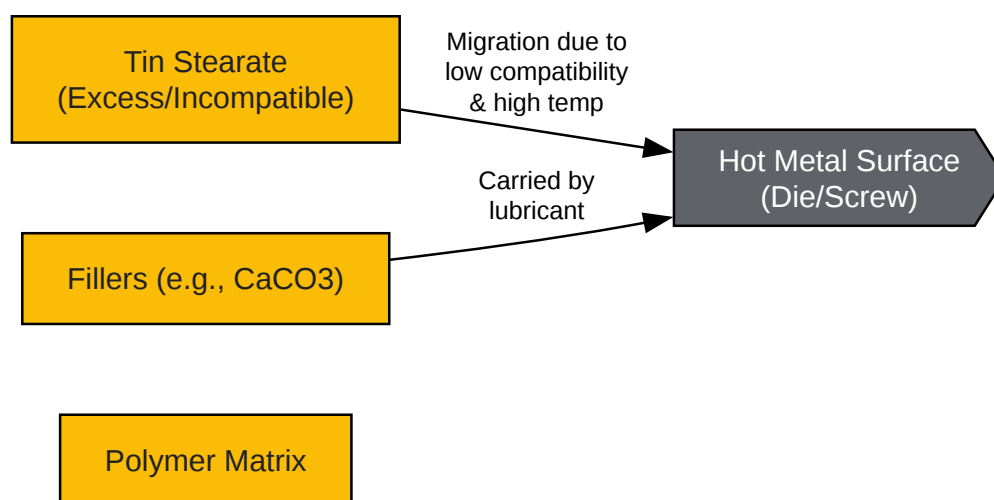 Tin Stearate
(Excess/Incompatible)
Migration due to
low compatibility
& high temp
Hot Metal Surface
(Die/Screw)
Carried by
lubricant
Fillers (e.g., CaCO3)
Polymer Matrix